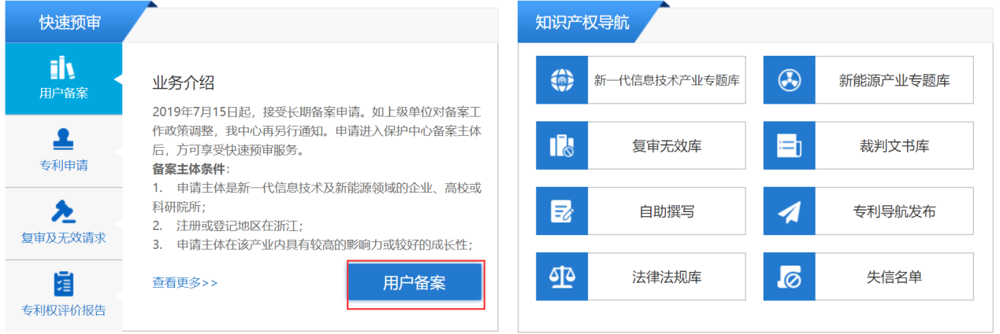 快速预审
用户备案
专利申请
复审及无效请求
专利权评价报告
业务介绍
2019年7月15日起，接受长期备案申请。如上级单位对备案工
作政策调整，我中心再另行通知。申请进入保护中心备案主体
后，方可享受快速预审服务。
备案主体条件：
1. 申请主体是新一代信息技术及新能源领域的企业、高校或
科研院所；
2. 注册或登记地区在浙江；
3. 申请主体在该产业内具有较高的影响力或较好的成长性；
查看更多>>
用户备案
知识产权导航
新一代信息技术产业专题库
新能源产业专题库
复审无效库
裁判文书库
自助撰写
专利导航发布
法律法规库
失信名单